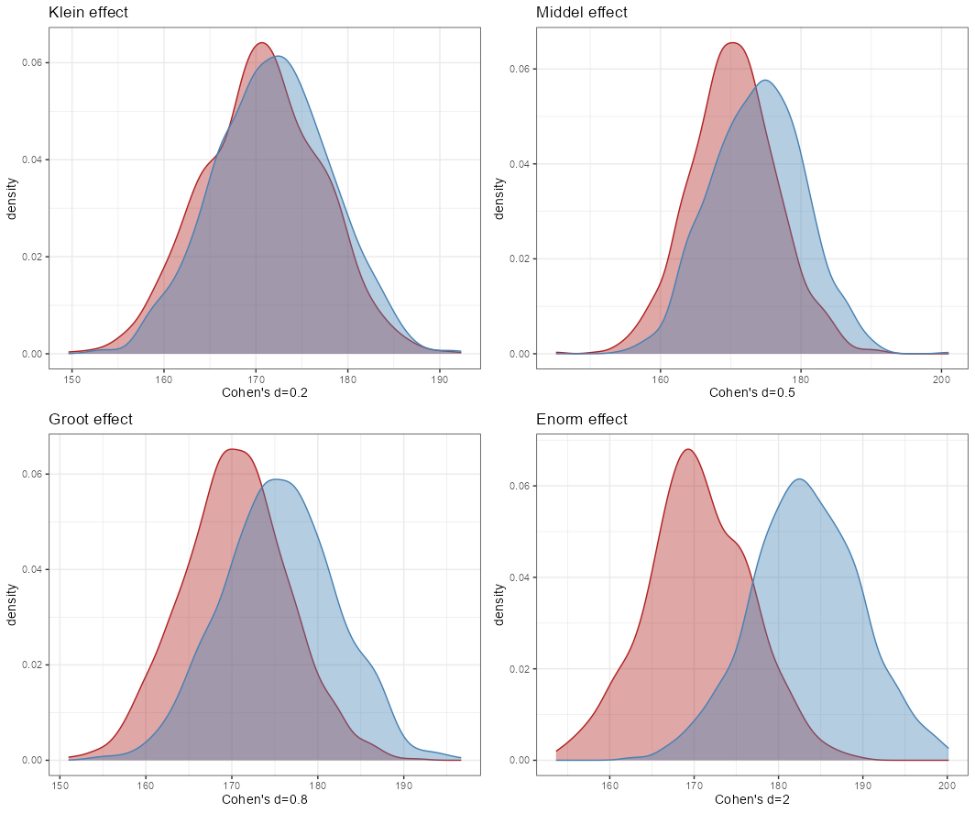 Klein effect
density
0.06
0.04
0.02
0.00
150 160 170 180 190
Cohen's d=0.2
Middel effect
density
0.06
0.04
0.02
0.00
160 180 200
Cohen's d=0.5
Groot effect
density
0.06
0.04
0.02
0.00
150 160 170 180 190
Cohen's d=0.8
Enorm effect
density
0.06
0.04
0.02
0.00
160 170 180 190 200
Cohen's d=2